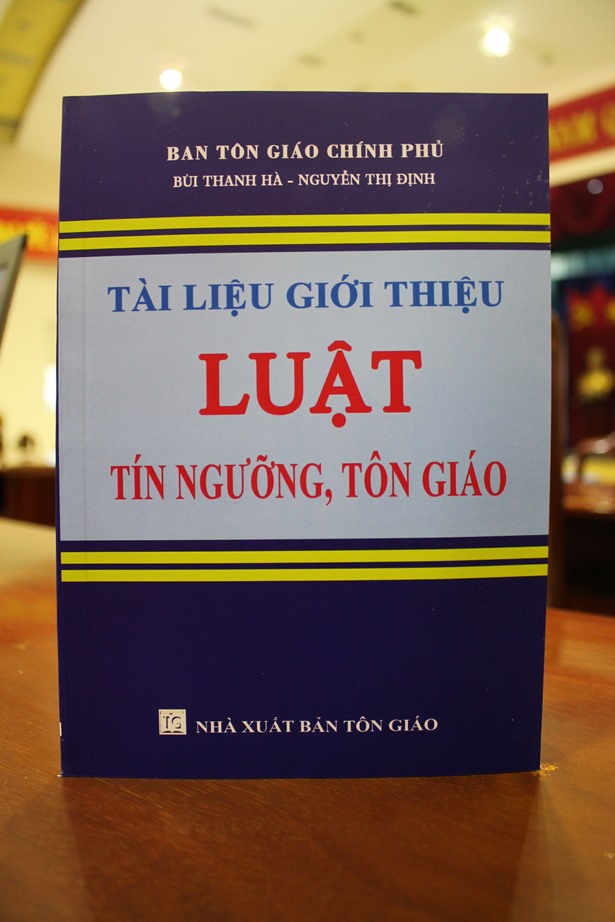 BAN TÔN GIÁO CHÍNH PHỦ
BÙI THANH HÀ - NGUYỄN THỊ ĐỊNH
TÀI LIỆU GIỚI THIỆU
LUẬT
TÍN NGƯỠNG, TÔN GIÁO
TG NHÀ XUẤT BẢN TÔN GIÁO